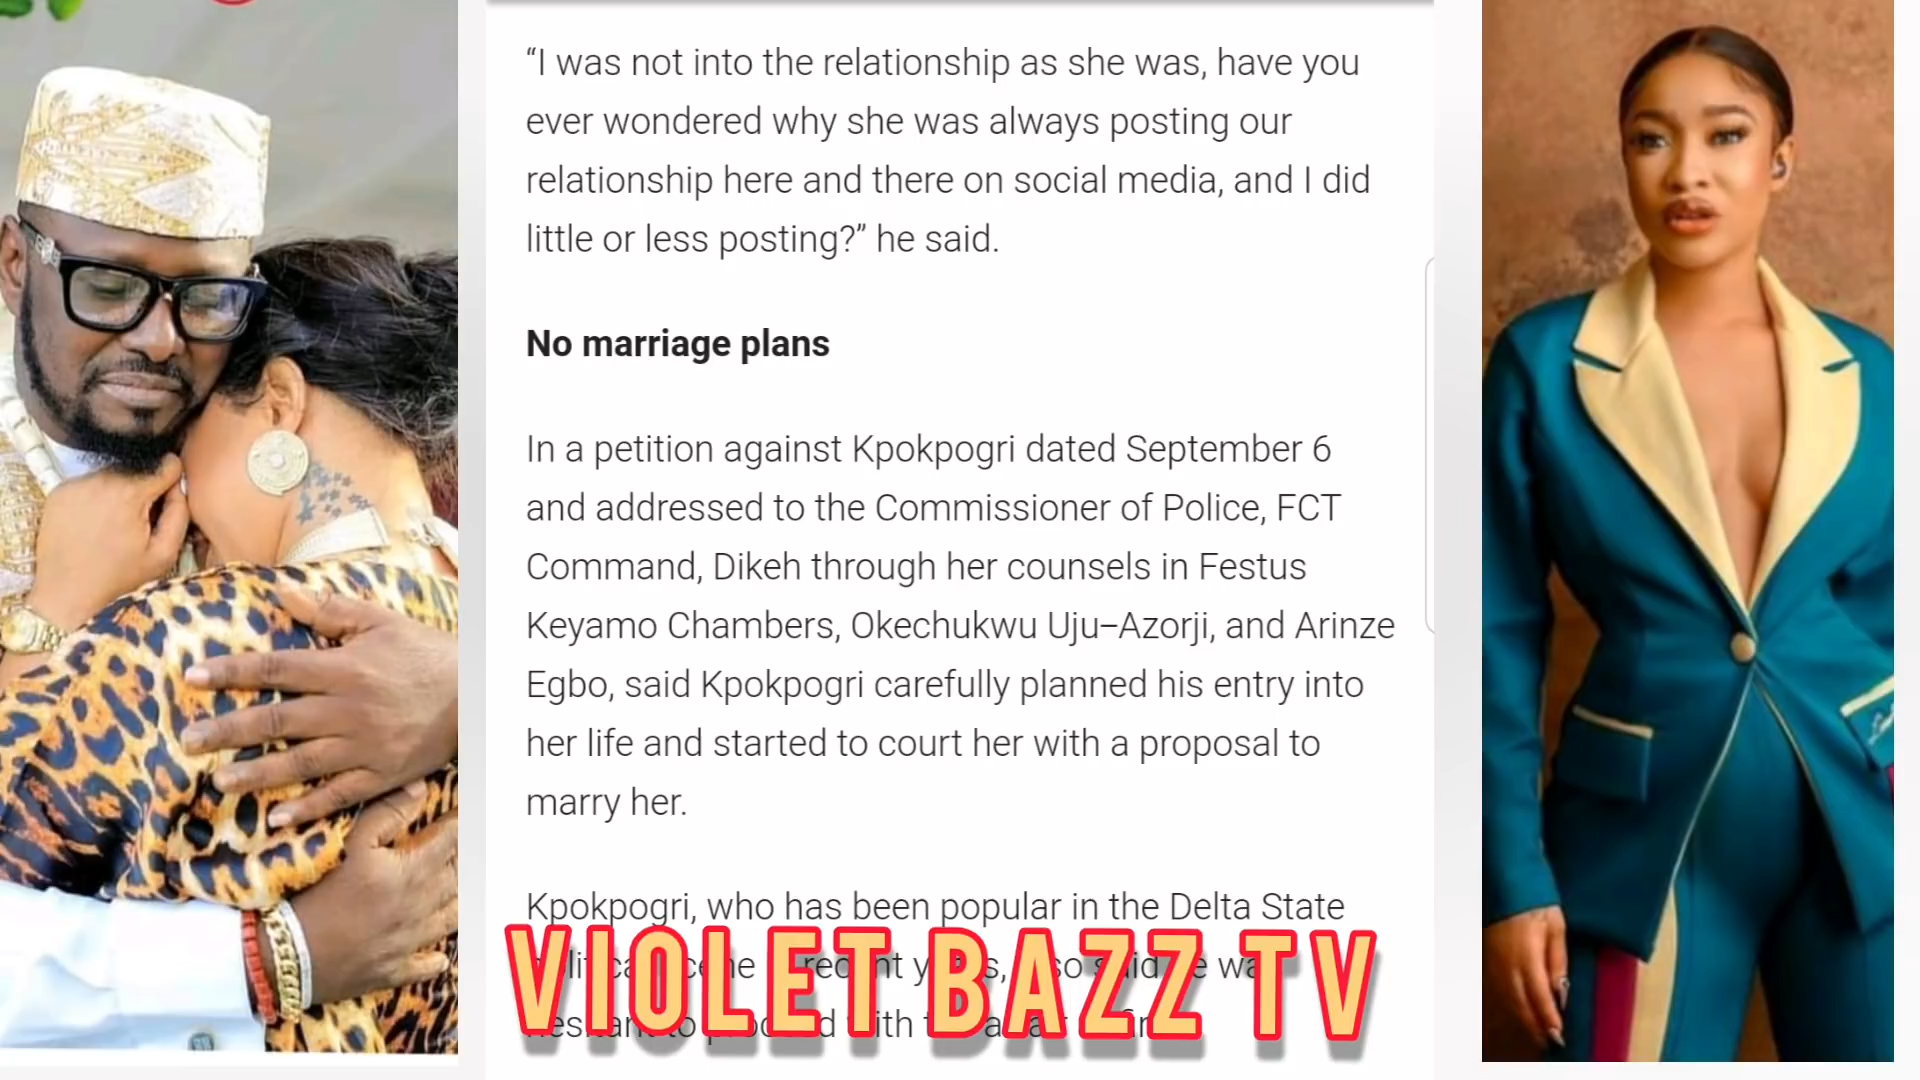 “I was not into the relationship as she was, have you
ever wondered why she was always posting our
relationship here and there on social media, and I did
little or less posting?” he said.
No marriage plans
In a petition against Kpokpogri dated September 6
and addressed to the Commissioner of Police, FCT
Command, Dikeh through her counsels in Festus
Keyamo Chambers, Okechukwu Uju–Azorji, and Arinze
Egbo, said Kpokpogri carefully planned his entry into
her life and started to court her with a proposal to
marry her.
Kpokpogri, who has been popular in the Delta State
VIOLET BAZZ TV